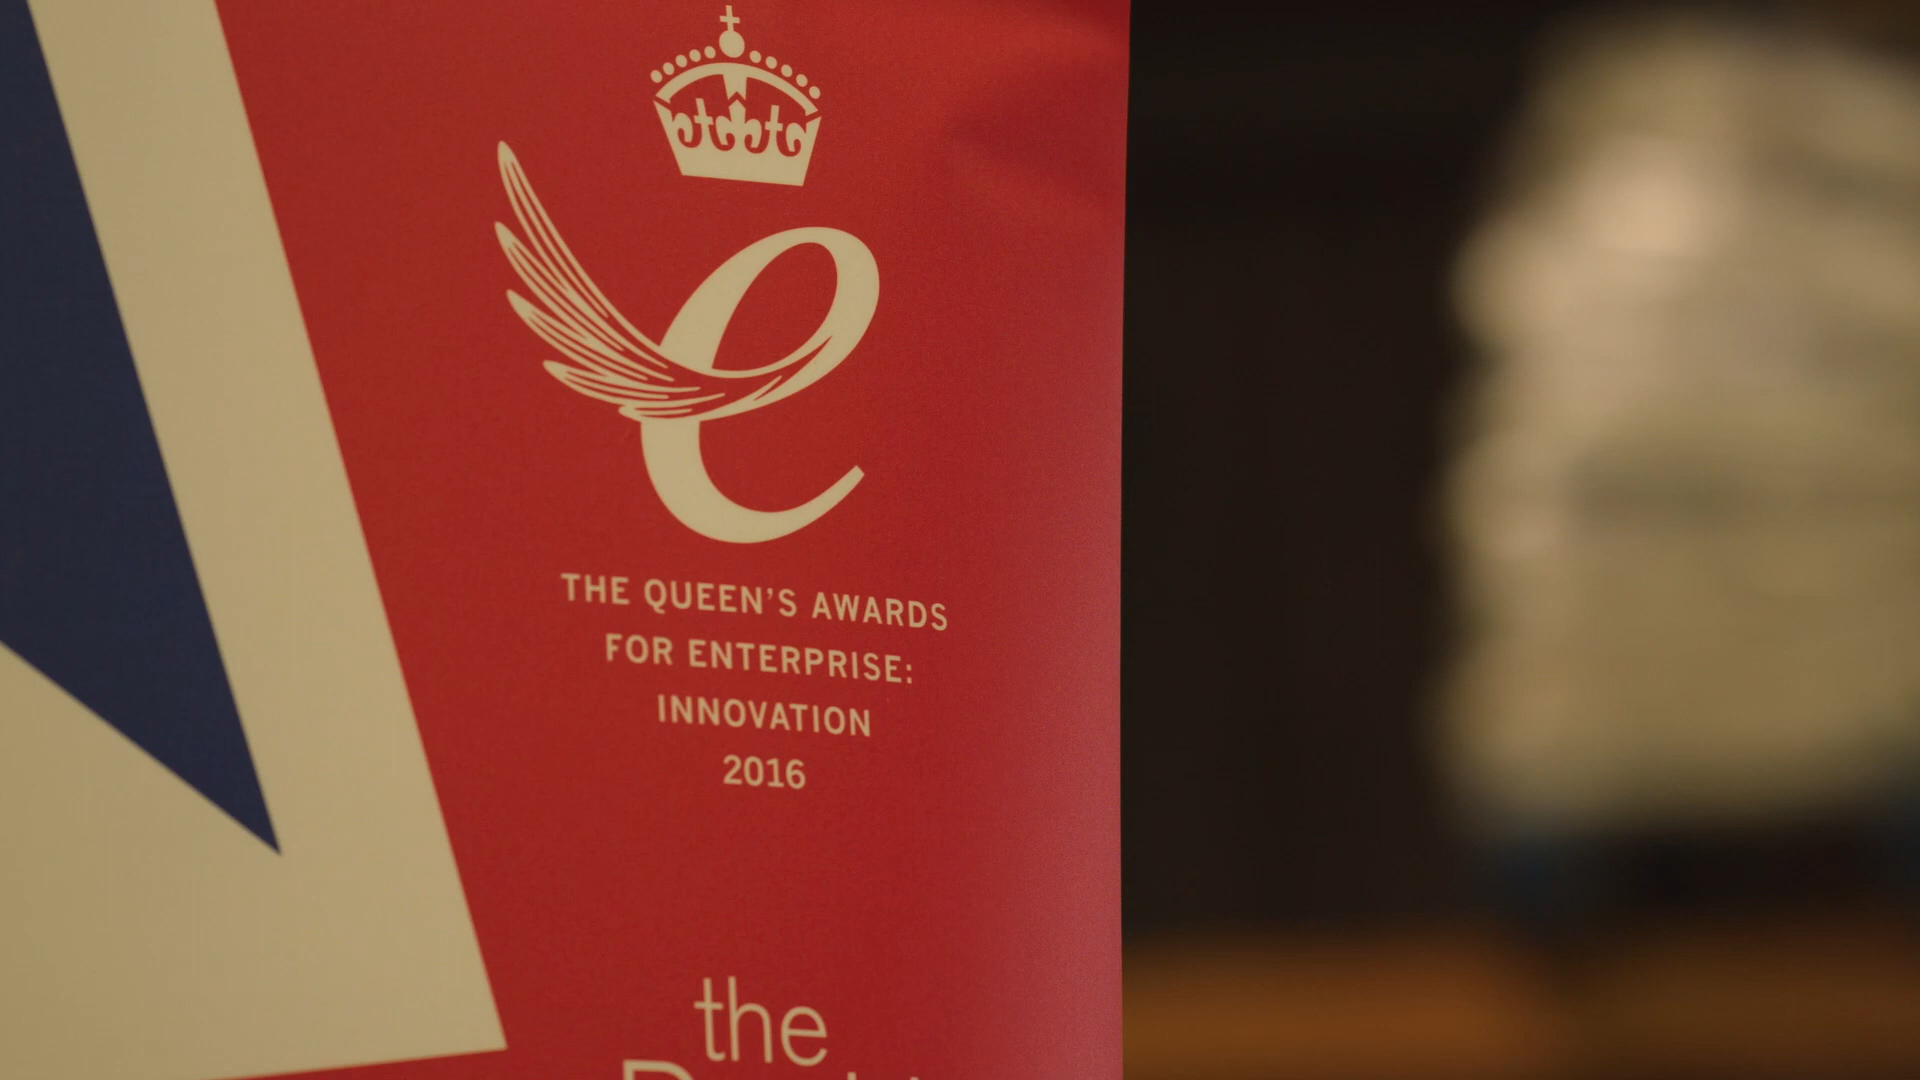 THE QUEEN'S AWARDS
FOR ENTERPRISE:
INNOVATION
2016
the